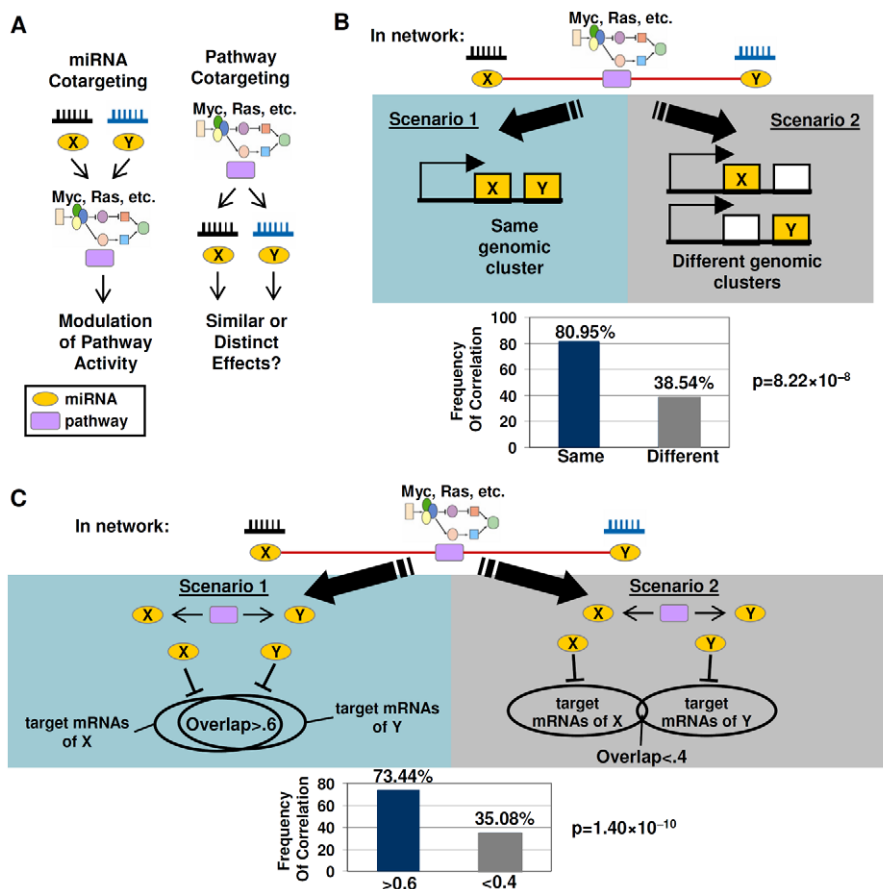 A
miRNA
Cotargeting
X
Y
Myc, Ras, etc.
Modulation
of Pathway
Activity
Pathway
Cotargeting
Myc, Ras, etc.
X
Y
Similar or
Distinct
Effects?
miRNA
pathway
B
In network:
Myc, Ras, etc.
X
Y
Scenario 1
X
Y
Same
genomic
cluster
Scenario 2
X
Y
Different genomic
clusters
Frequency
Of Correlation
100
80
60
40
20
0
80.95%
38.54%
Same
Different
p=8.22×10⁻⁸
C
In network:
Myc, Ras, etc.
X
Y
Scenario 1
X
Y
X
Y
target mRNAs
of X
Overlap>.6
target mRNAs
of Y
Scenario 2
X
Y
X
Y
target
mRNAs of X
target
mRNAs of Y
Overlap<.4
Frequency
Of Correlation
80
60
40
20
0
73.44%
35.08%
>0.6
<0.4
p=1.40×10⁻¹⁰